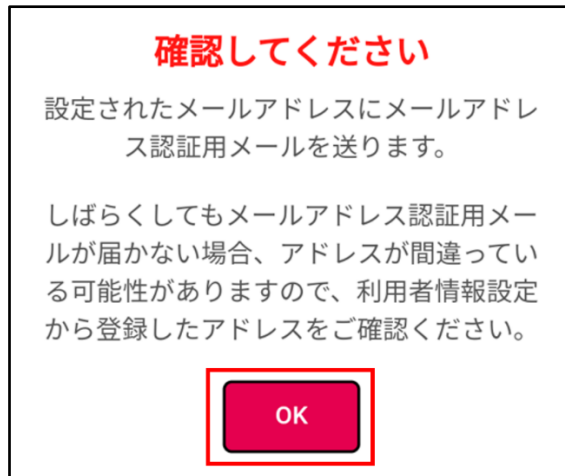 確認してください
設定されたメールアドレスにメールアドレ
ス認証用メールを送ります。
しばらくしてもメールアドレス認証用メー
ルが届かない場合、アドレスが間違ってい
る可能性がありますので、利用者情報設定
から登録したアドレスをご確認ください。
OK